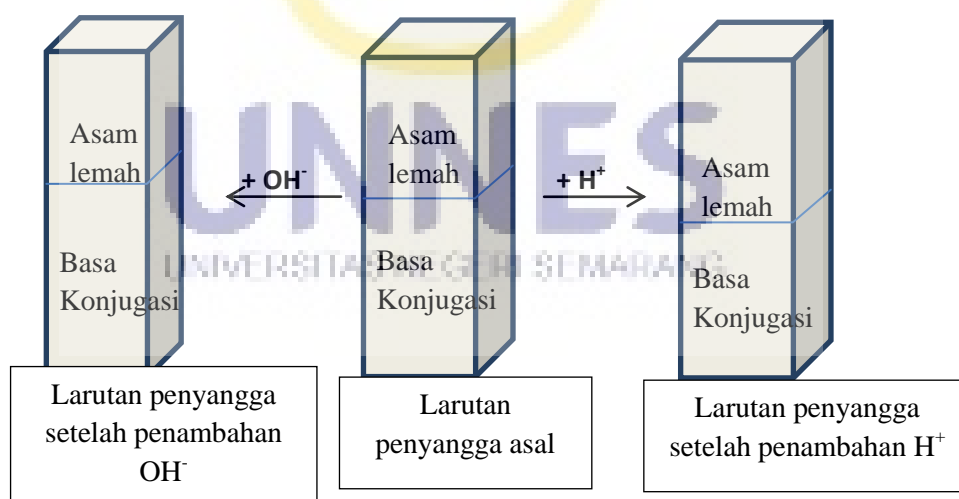 Asam
lemah
Basa
Konjugasi
+ OH⁻
Asam
lemah
Basa
Konjugasi
+ H⁺
Asam
lemah
Basa
Konjugasi
UNNES
UNIVERSITAS NEGERI SEMARANG
Larutan penyangga
setelah penambahan
OH⁻
Larutan
penyangga asal
Larutan penyangga
setelah penambahan H⁺